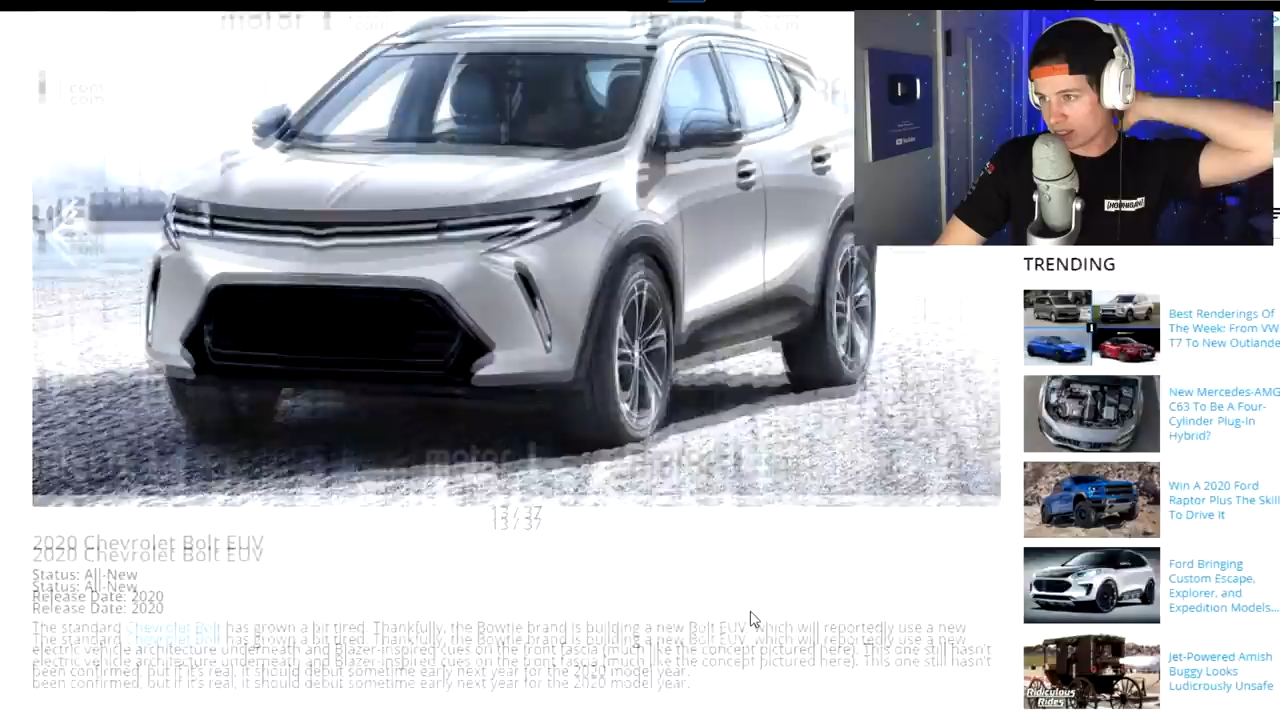 motor
13 / 37
2020 Chevrolet Bolt EUV
Status: All-New
Release Date: 2020
The standard Chevrolet Bolt has grown a bit tired. Thankfully, the Bowtie brand is building a new Bolt EUV, which will reportedly use a new
electric vehicle architecture underneath and Blazer-inspired cues on the front fascia (much like the concept pictured here). This one still hasn't
been confirmed, but if it's real, it should debut sometime early next year for the 2020 model year.
YouTube
HOONIGAN
TRENDING
Best Renderings Of
The Week: From VW
T7 To New Outlande
New Mercedes-AMG
C63 To Be A Four-
Cylinder Plug-In
Hybrid?
Win A 2020 Ford
Raptor Plus The Skil
To Drive It
Ford Bringing
Custom Escape,
Explorer, and
Expedition Models...
Jet-Powered Amish
Buggy Looks
Ludicrously Unsafe
Ridiculous
Rides